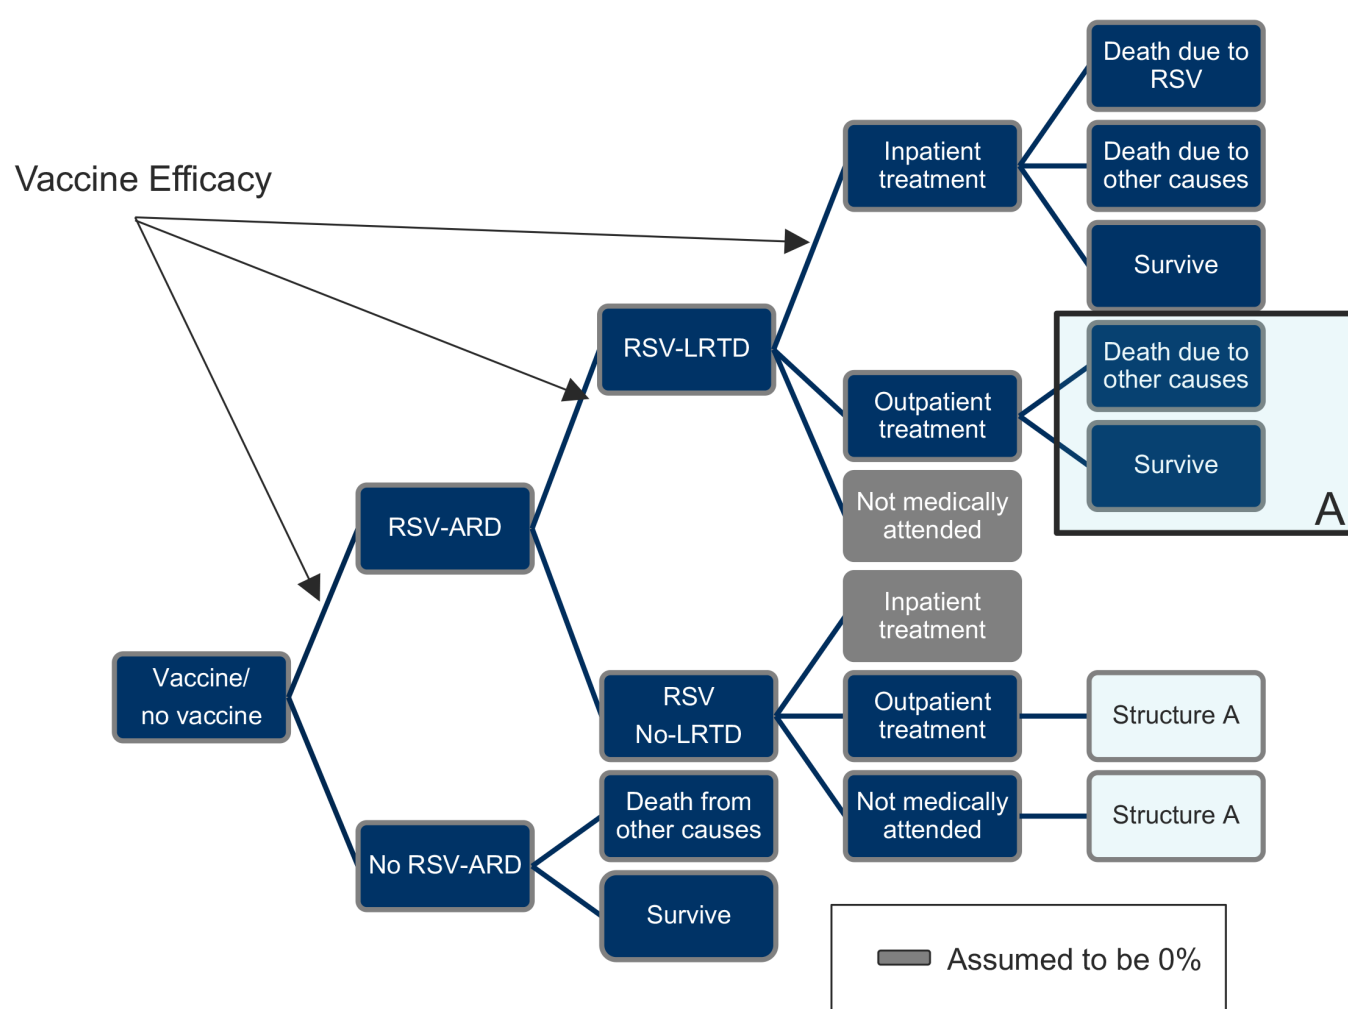 Vaccine Efficacy
Vaccine/
no vaccine
RSV-ARD
No RSV-ARD
RSV-LRTD
RSV
No-LRTD
Death from
other causes
Survive
Inpatient
treatment
Outpatient
treatment
Not medically
attended
Inpatient
treatment
Outpatient
treatment
Not medically
attended
Death due to
RSV
Death due to
other causes
Survive
Death due to
other causes
Survive
A
Structure A
Structure A
Assumed to be 0%